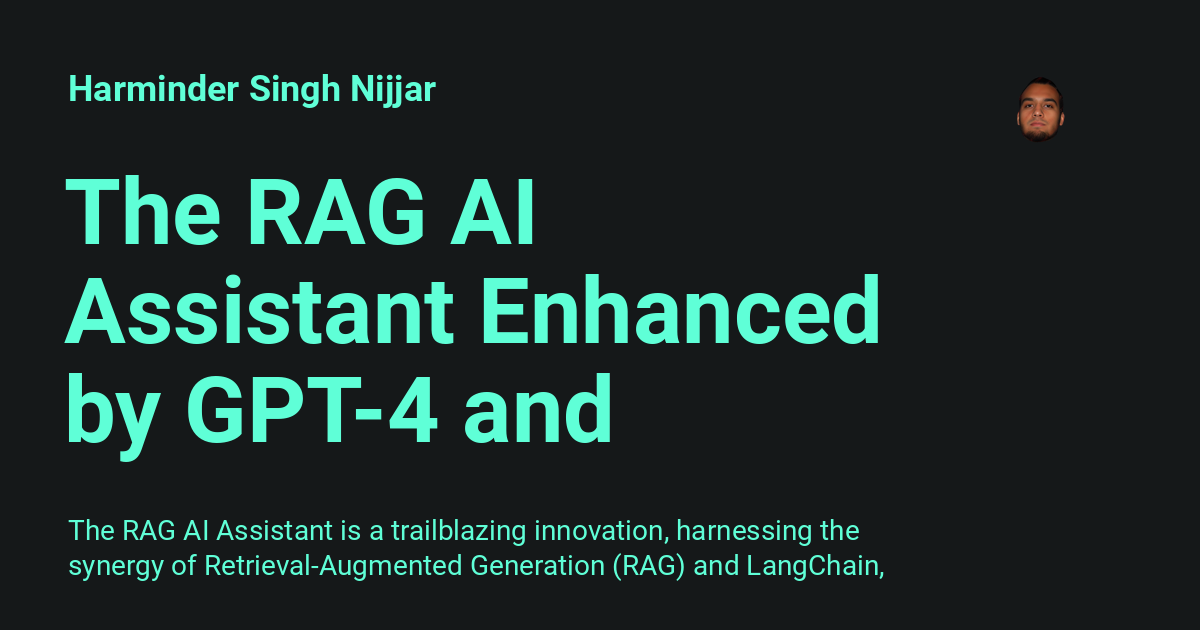 Harminder Singh Nijjar
The RAG AI
Assistant Enhanced
by GPT-4 and
The RAG AI Assistant is a trailblazing innovation, harnessing the
synergy of Retrieval-Augmented Generation (RAG) and LangChain,